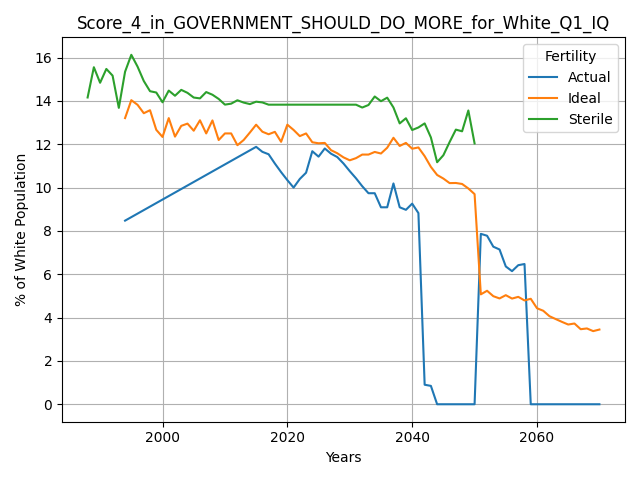 Score_4_in_GOVERNMENT_SHOULD_DO_MORE_for_White_Q1_IQ
Fertility
Actual
Ideal
Sterile
% of White Population
16
14
12
10
8
6
4
2
0
2000 2020 2040 2060
Years